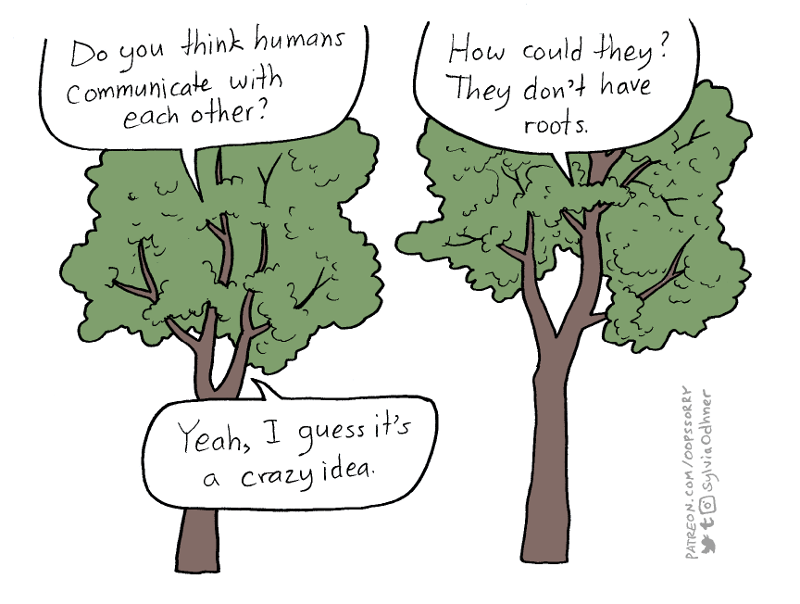 Do you think humans
communicate with
each other?
How could they?
They don't have
roots.
Yeah, I guess it's
a crazy idea.
PATREON.COM/OOPSSORRY
SylviaOdhner